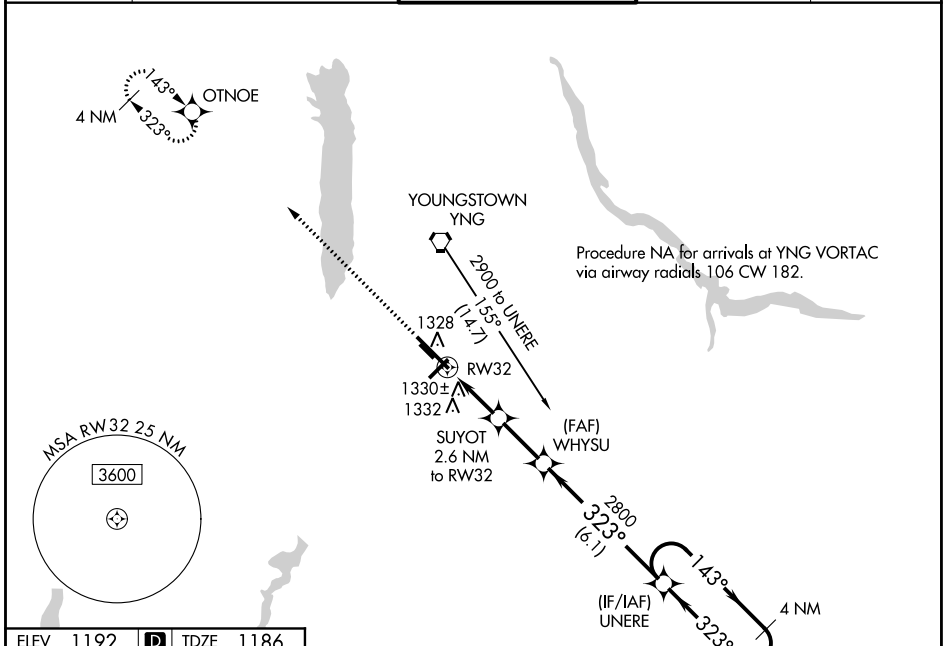 143°
OTNOE
4 NM
323°
YOUNGSTOWN
YNG
2900 to UNERE
155°
(14.7)
Procedure NA for arrivals at YNG VORTAC
via airway radials 106 CW 182.
1328
RW32
1330±
1332
SUYOT
2.6 NM
to RW32
(FAF)
WHYSU
MSA RW32 25 NM
3600
2800
323°
(6.1)
143°
(IF/IAF)
UNERE
4 NM
323°
ELEV 1192 D TDZE 1186